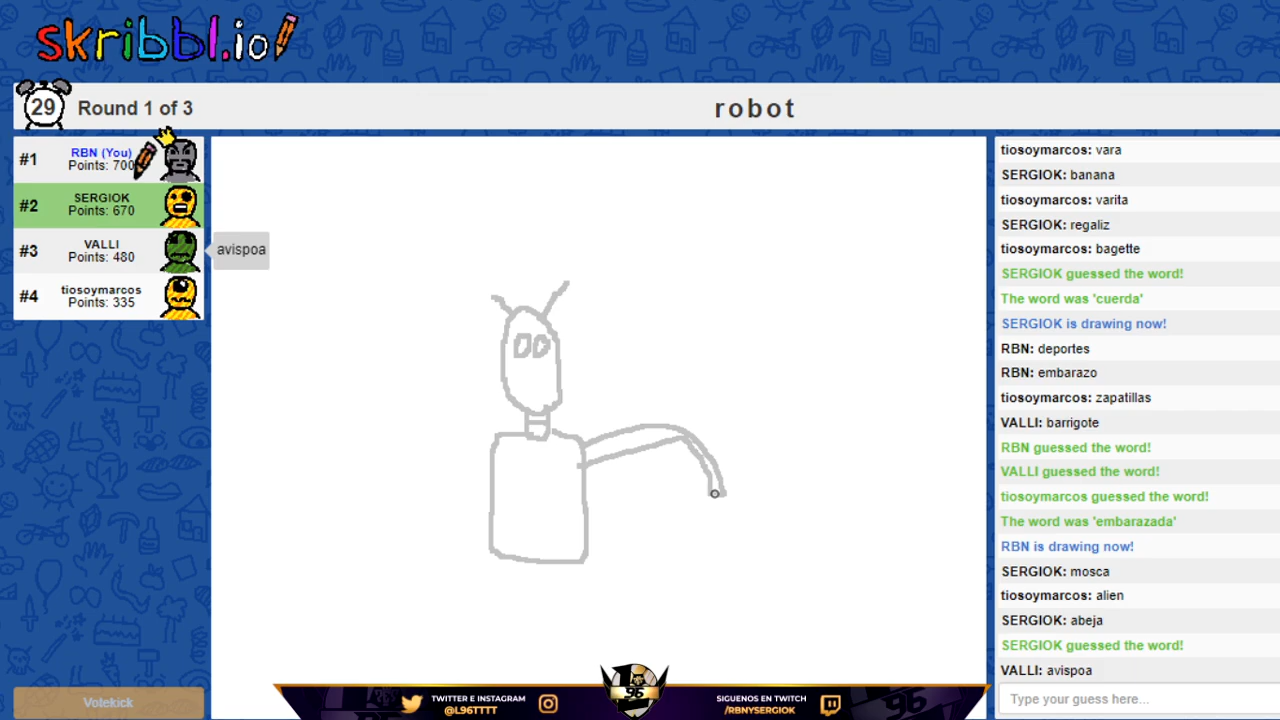 skribbl.io
29
Round 1 of 3
robot
#1
RBN (You)
Points: 700
#2
SERGIOK
Points: 670
#3
VALLI
Points: 480
avispoa
#4
tiosoymarcos
Points: 335
Votekick
tiosoymarcos: vara
SERGIOK: banana
tiosoymarcos: varita
SERGIOK: regaliz
tiosoymarcos: bagette
SERGIOK guessed the word!
The word was 'cuerda'
SERGIOK is drawing now!
RBN: deportes
RBN: embarazo
tiosoymarcos: zapatillas
VALLI: barrigote
RBN guessed the word!
VALLI guessed the word!
tiosoymarcos guessed the word!
The word was 'embarazada'
RBN is drawing now!
SERGIOK: mosca
tiosoymarcos: alien
SERGIOK: abeja
SERGIOK guessed the word!
VALLI: avispoa
Type your guess here...
TWITTER E INSTAGRAM
@L96TTTT
96
SIGUENOS EN TWITCH
/RBNYSERGIOK